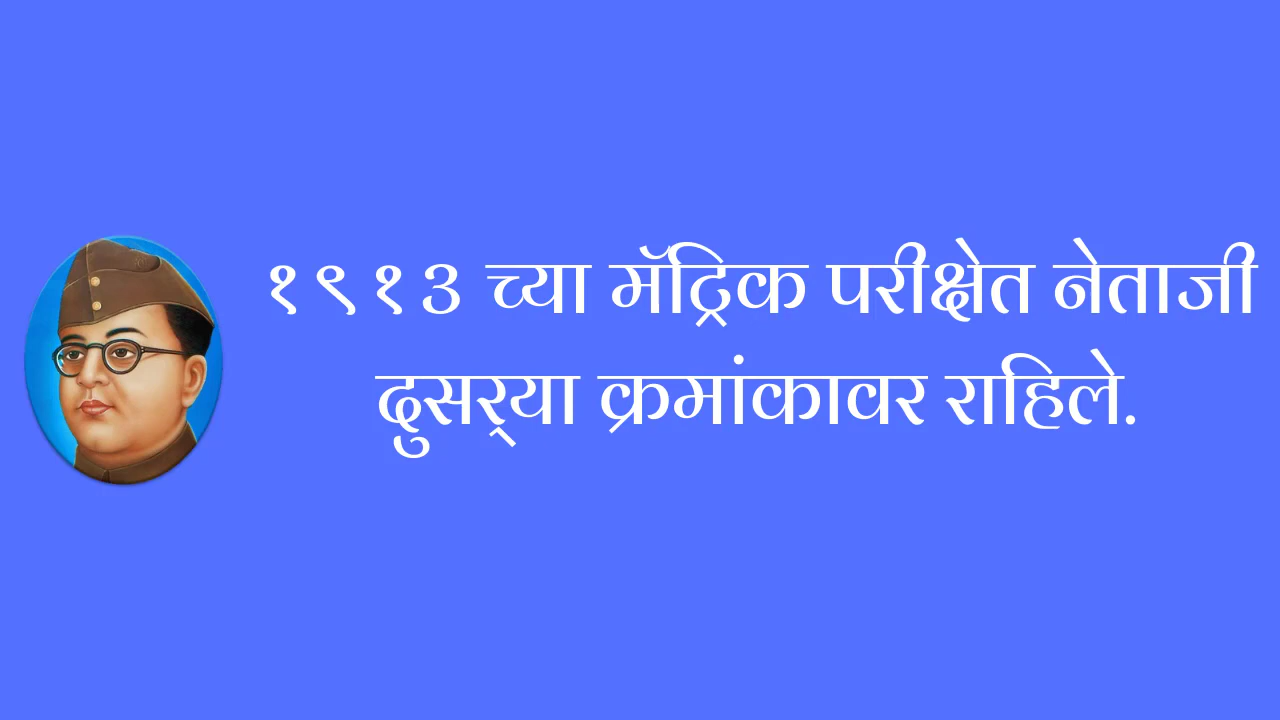 १९१३ च्या मॅट्रिक परीक्षेत नेताजी
दुसऱ्या क्रमांकावर राहिले.